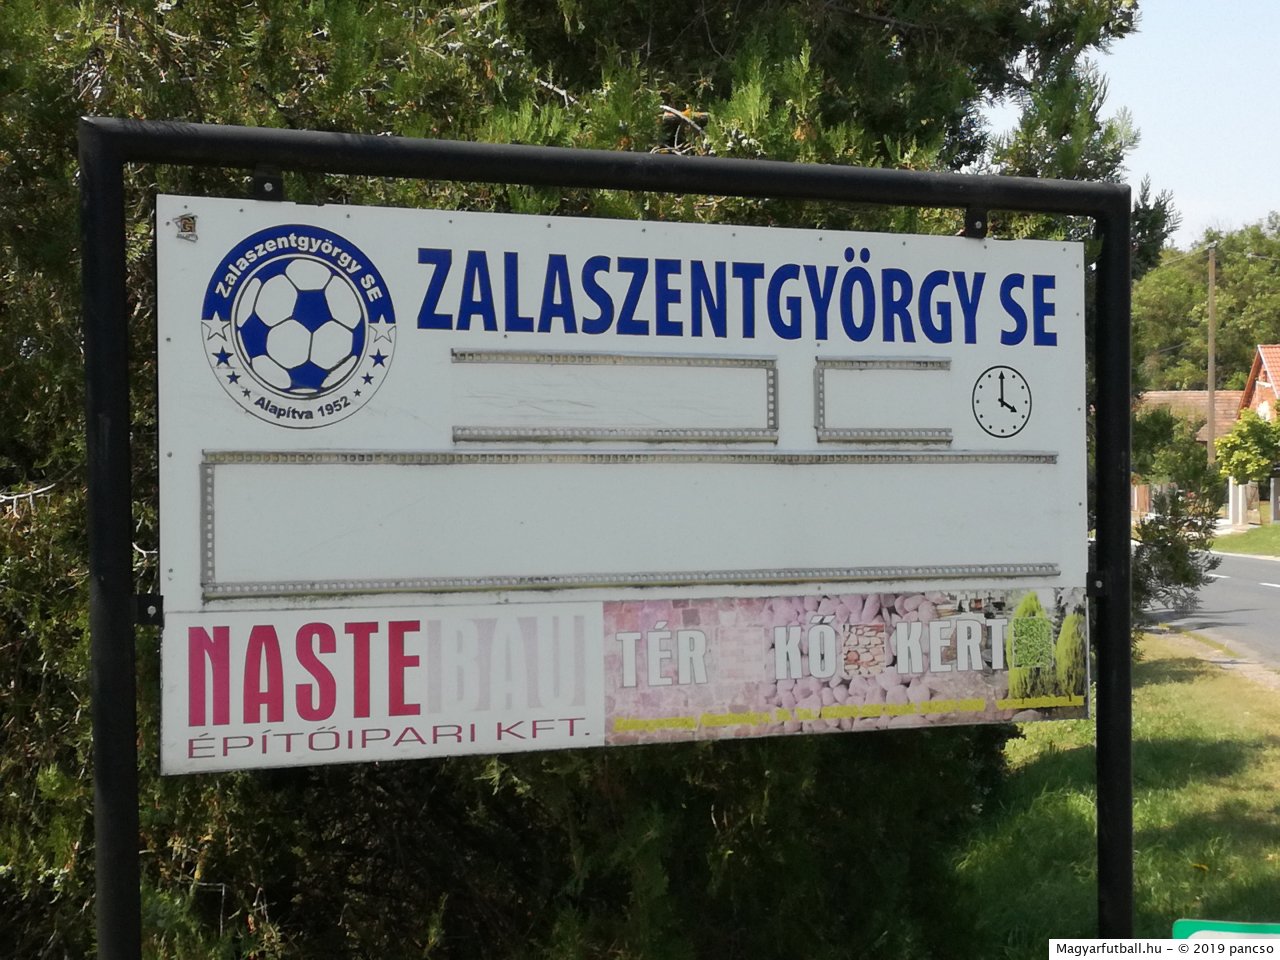 Zalaszentgyörgy SE
Alapítva 1952
ZALASZENTGYÖRGY SE
NASTEBAU
ÉPÍTŐIPARI KFT.
TÉR KŐ KERT
Magyarfutball.hu - © 2019 pancso